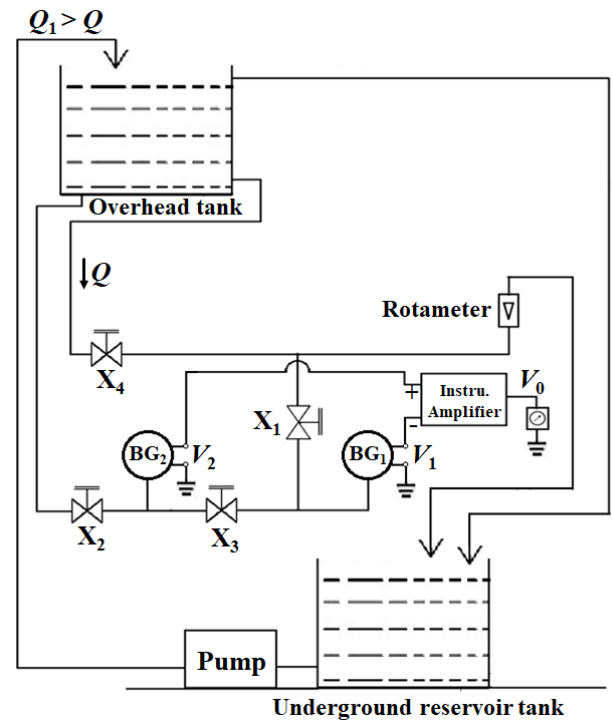 Q₁ > Q
Overhead tank
Q
Rotameter
X₄
X₁
+
-
Instru.
Amplifier
V₀
BG₂
V₂
BG₁
V₁
X₂
X₃
Pump
Underground reservoir tank